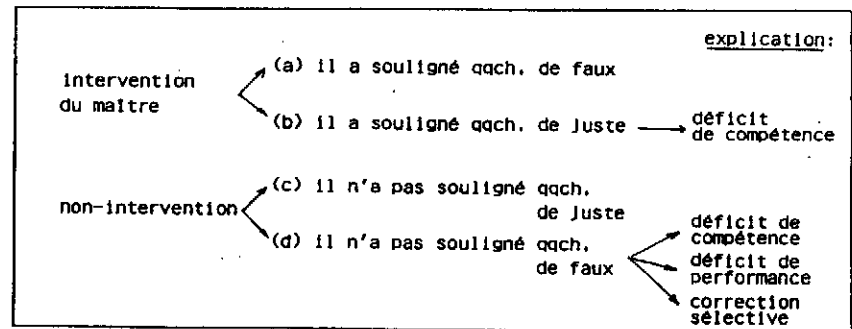 explication:
intervention
du maître
(a) il a souligné qqch. de faux
(b) il a souligné qqch. de juste
déficit
de compétence
non-intervention
(c) il n'a pas souligné qqch.
de juste
(d) il n'a pas souligné qqch.
de faux
déficit de
compétence
déficit de
performance
correction
sélective